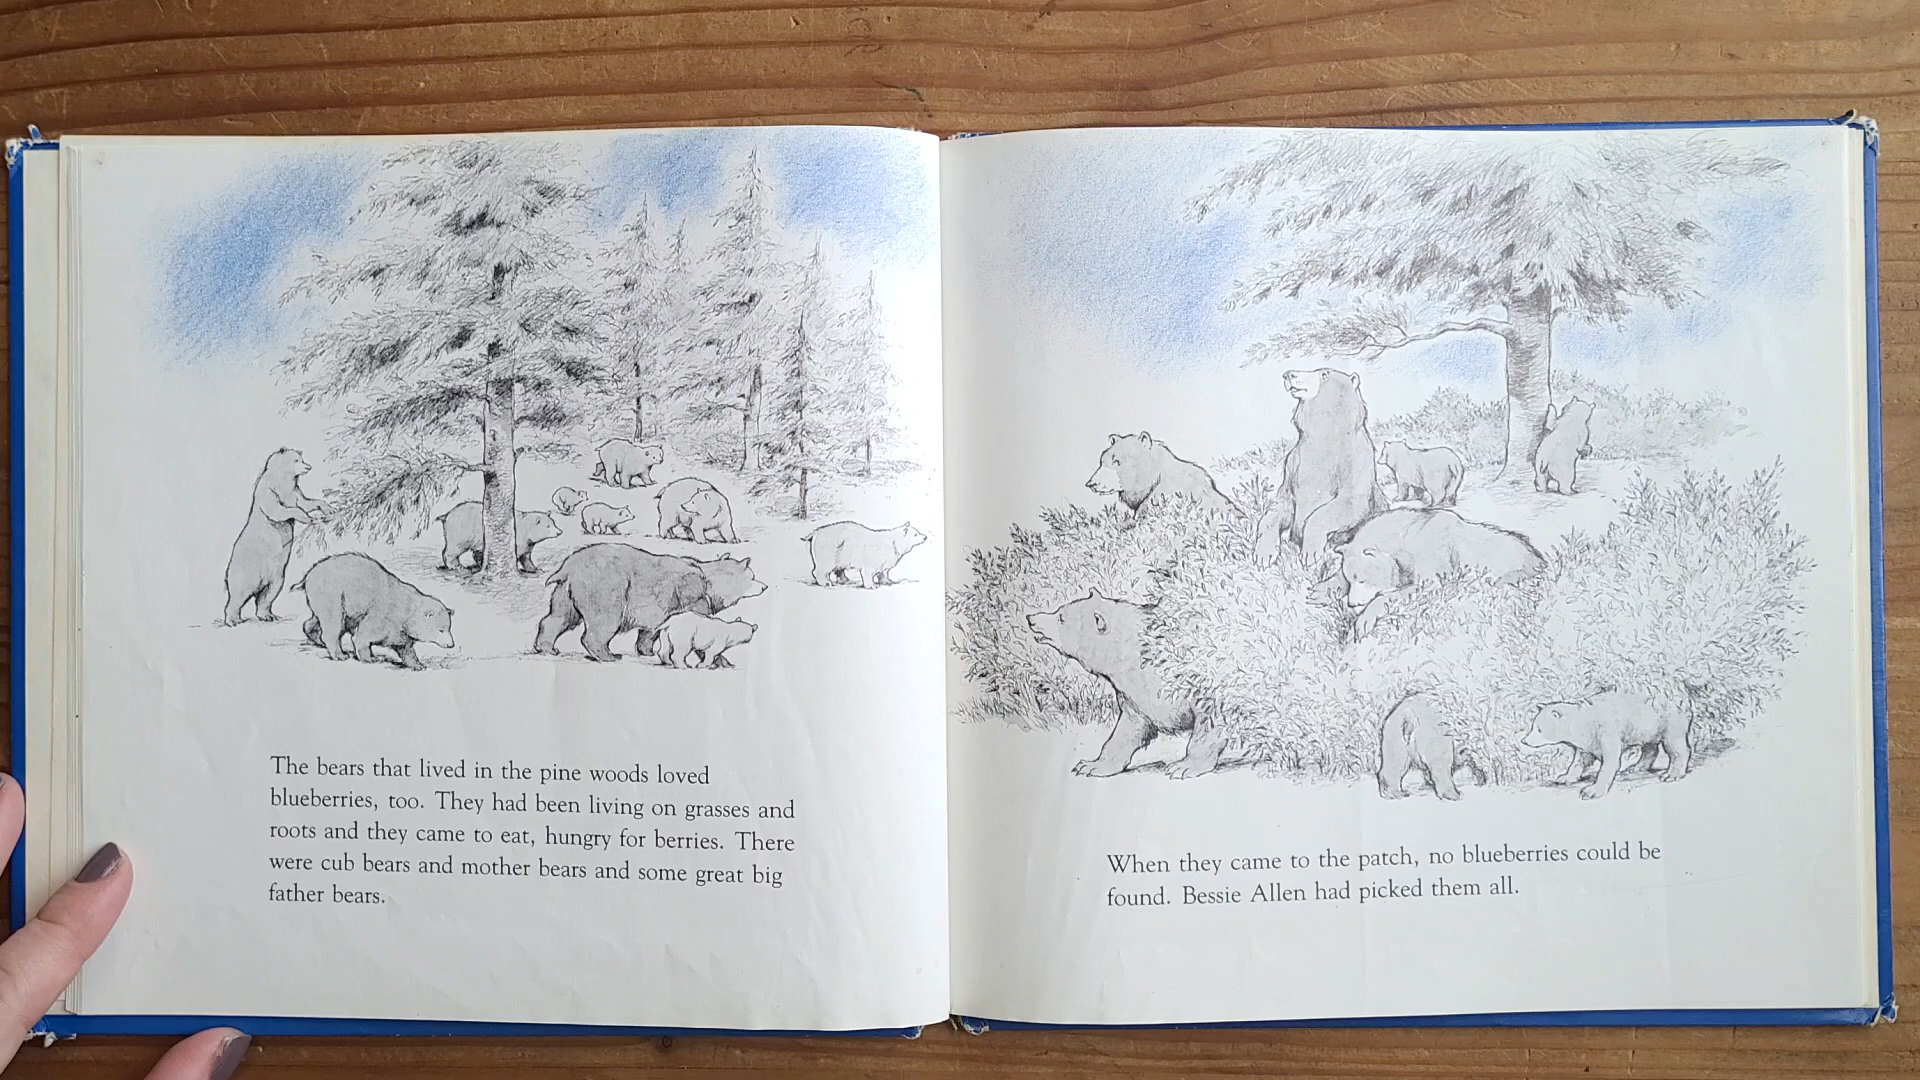 The bears that lived in the pine woods loved
blueberries, too. They had been living on grasses and
roots and they came to eat, hungry for berries. There
were cub bears and mother bears and some great big
father bears.
When they came to the patch, no blueberries could be
found. Bessie Allen had picked them all.